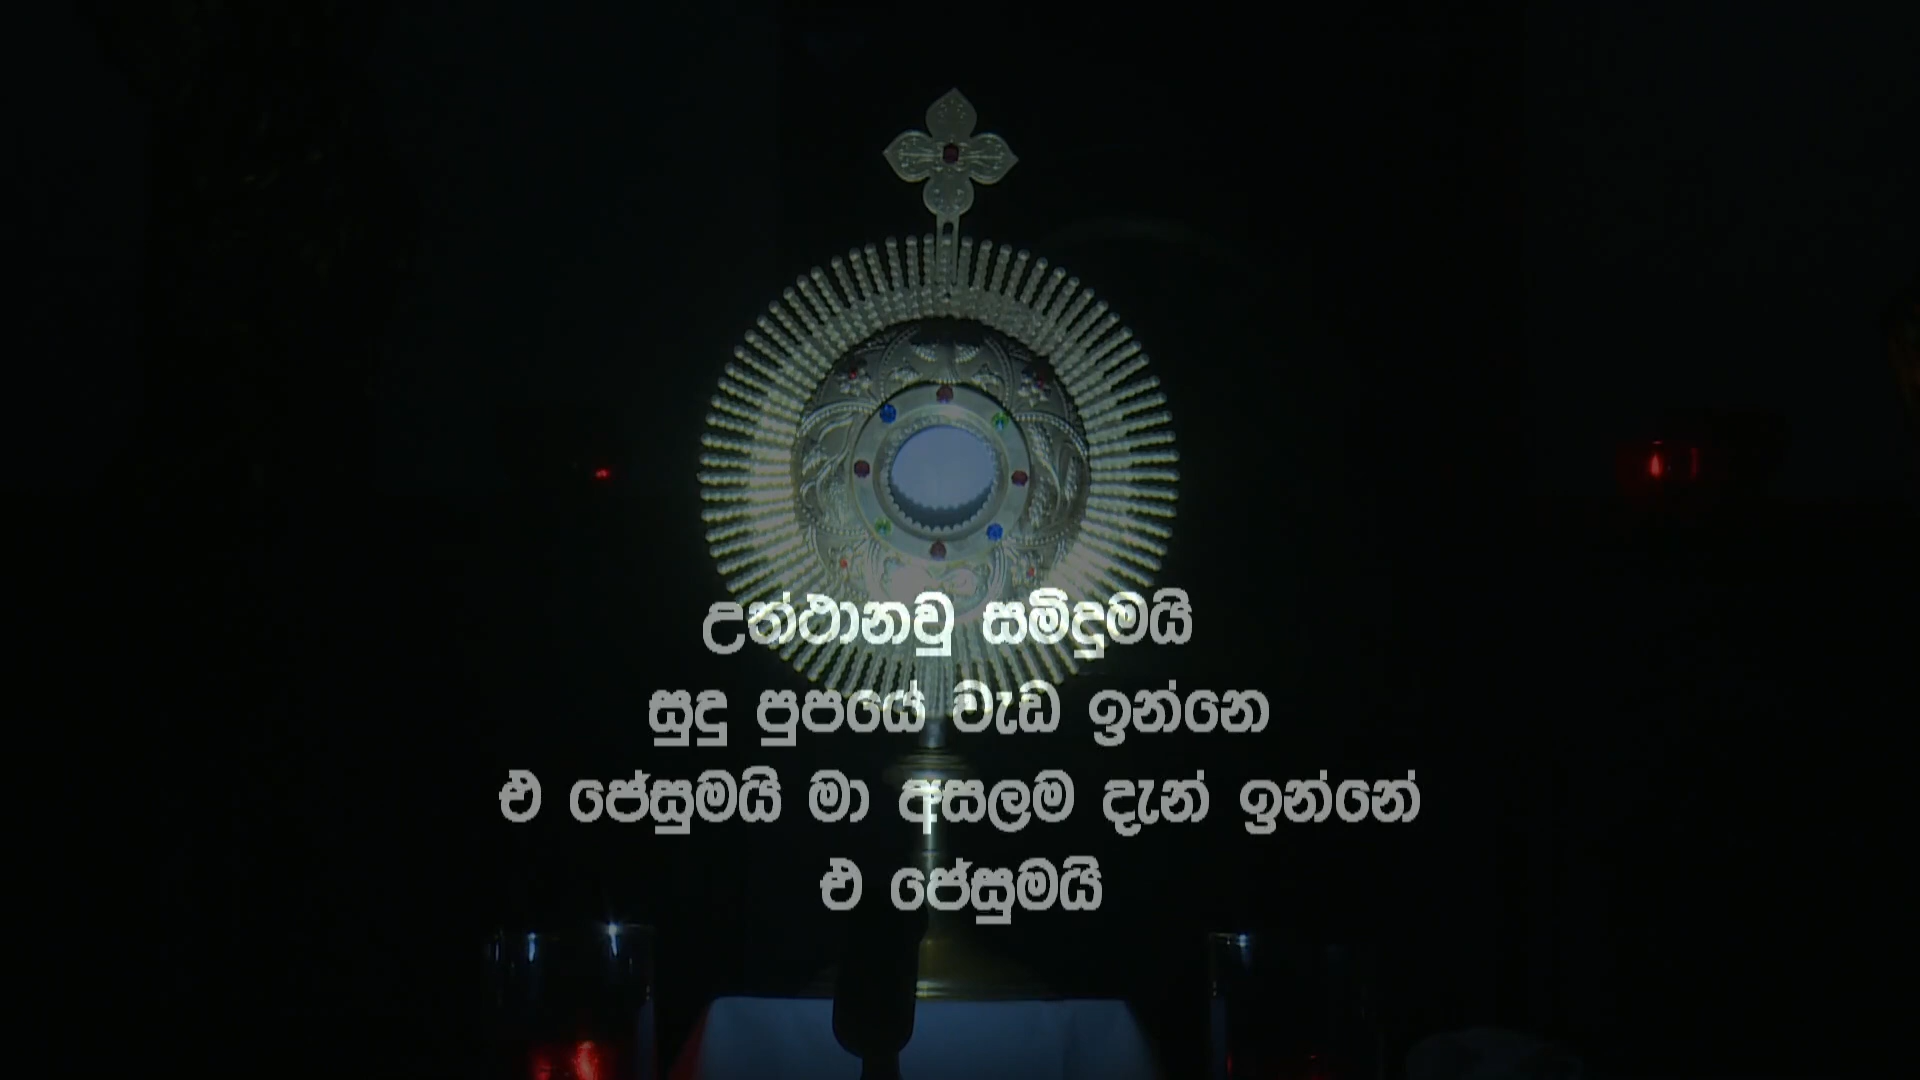 උත්ථානවු සමිදුමයි
සුදු පුපයේ වැඩ ඉන්නෙ
එ ජේසුමයි මා අසලම දැන් ඉන්නේ
එ ජේසුමයි